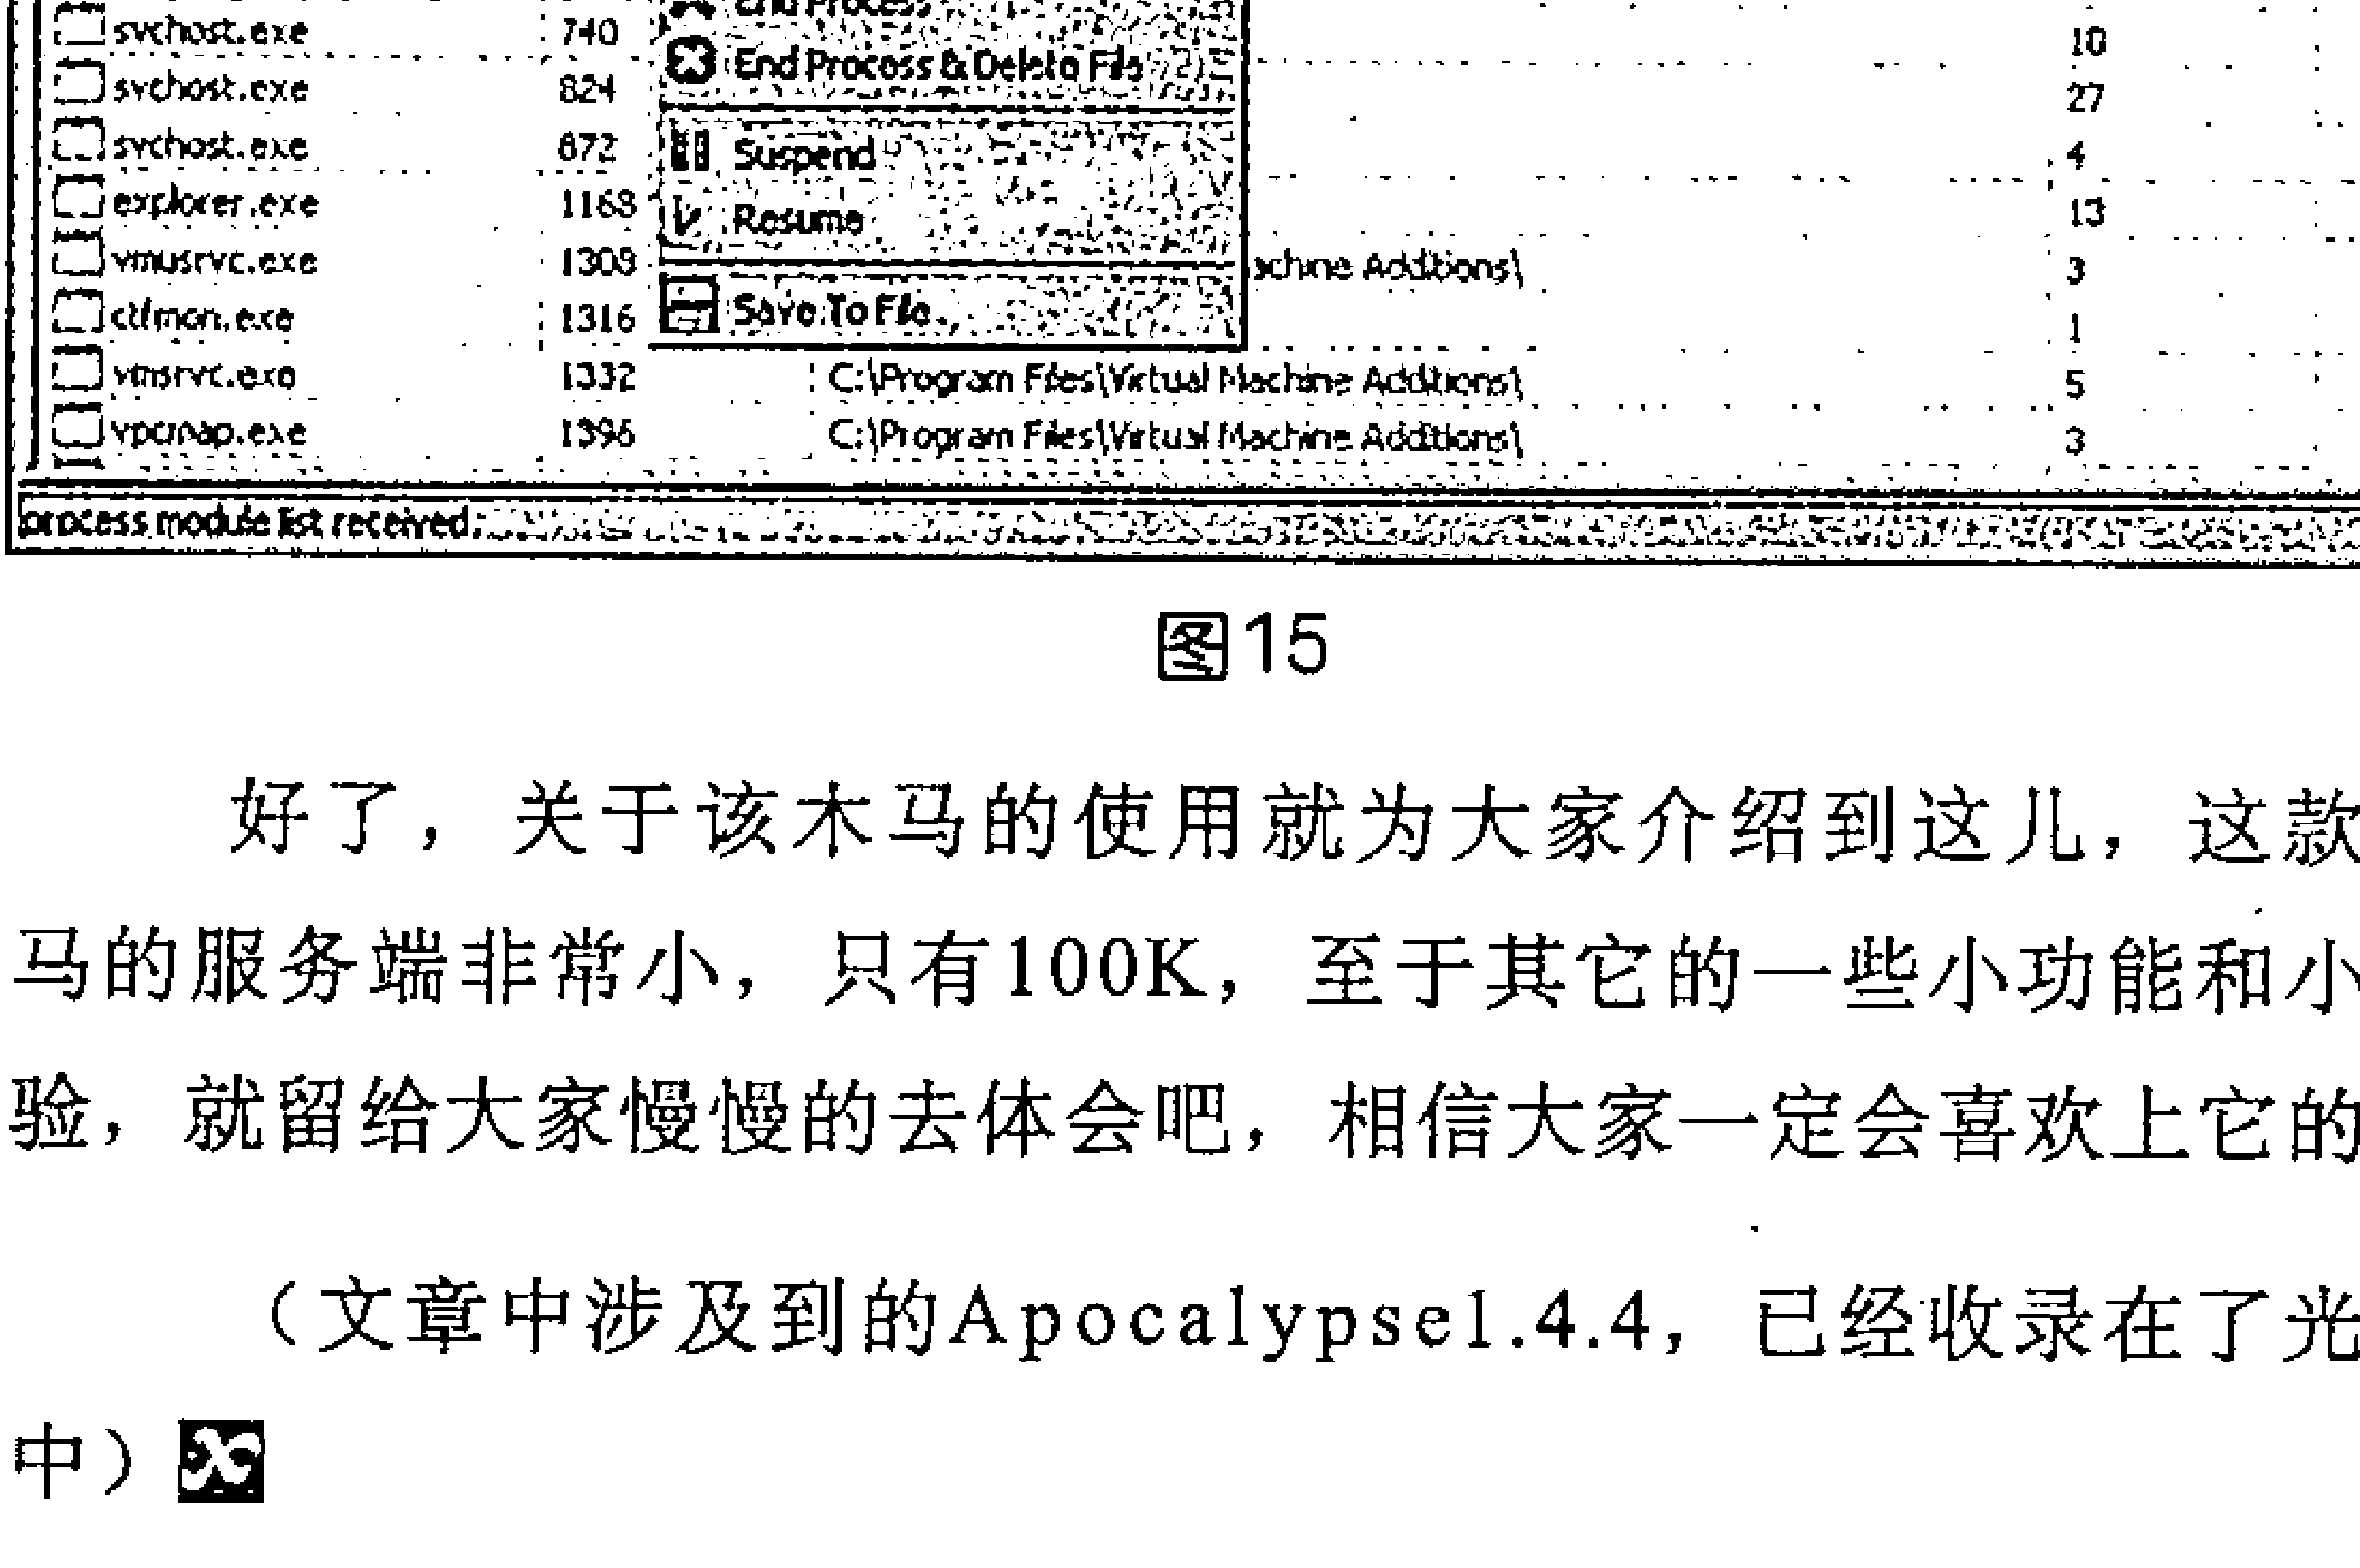 End Process
svchost.exe 740 10
End Process & Delete File
svchost.exe 824 27
svchost.exe 872 Suspend 4
explorer.exe 1168 Resume 13
vmusrvc.exe 1308 achine Additions\ 3
ctfmon.exe 1316 Save To File 1
vmsrvc.exe 1332 C:\Program Files\Virtual Machine Additions\ 5
vpcmap.exe 1396 C:\Program Files\Virtual Machine Additions\ 3
process module list received.
图15
好了，关于该木马的使用就为大家介绍到这儿，这款
马的服务端非常小，只有100K，至于其它的一些小功能和小
验，就留给大家慢慢的去体会吧，相信大家一定会喜欢上它的
（文章中涉及到的Apocalypse1.4.4，已经收录在了光
中）